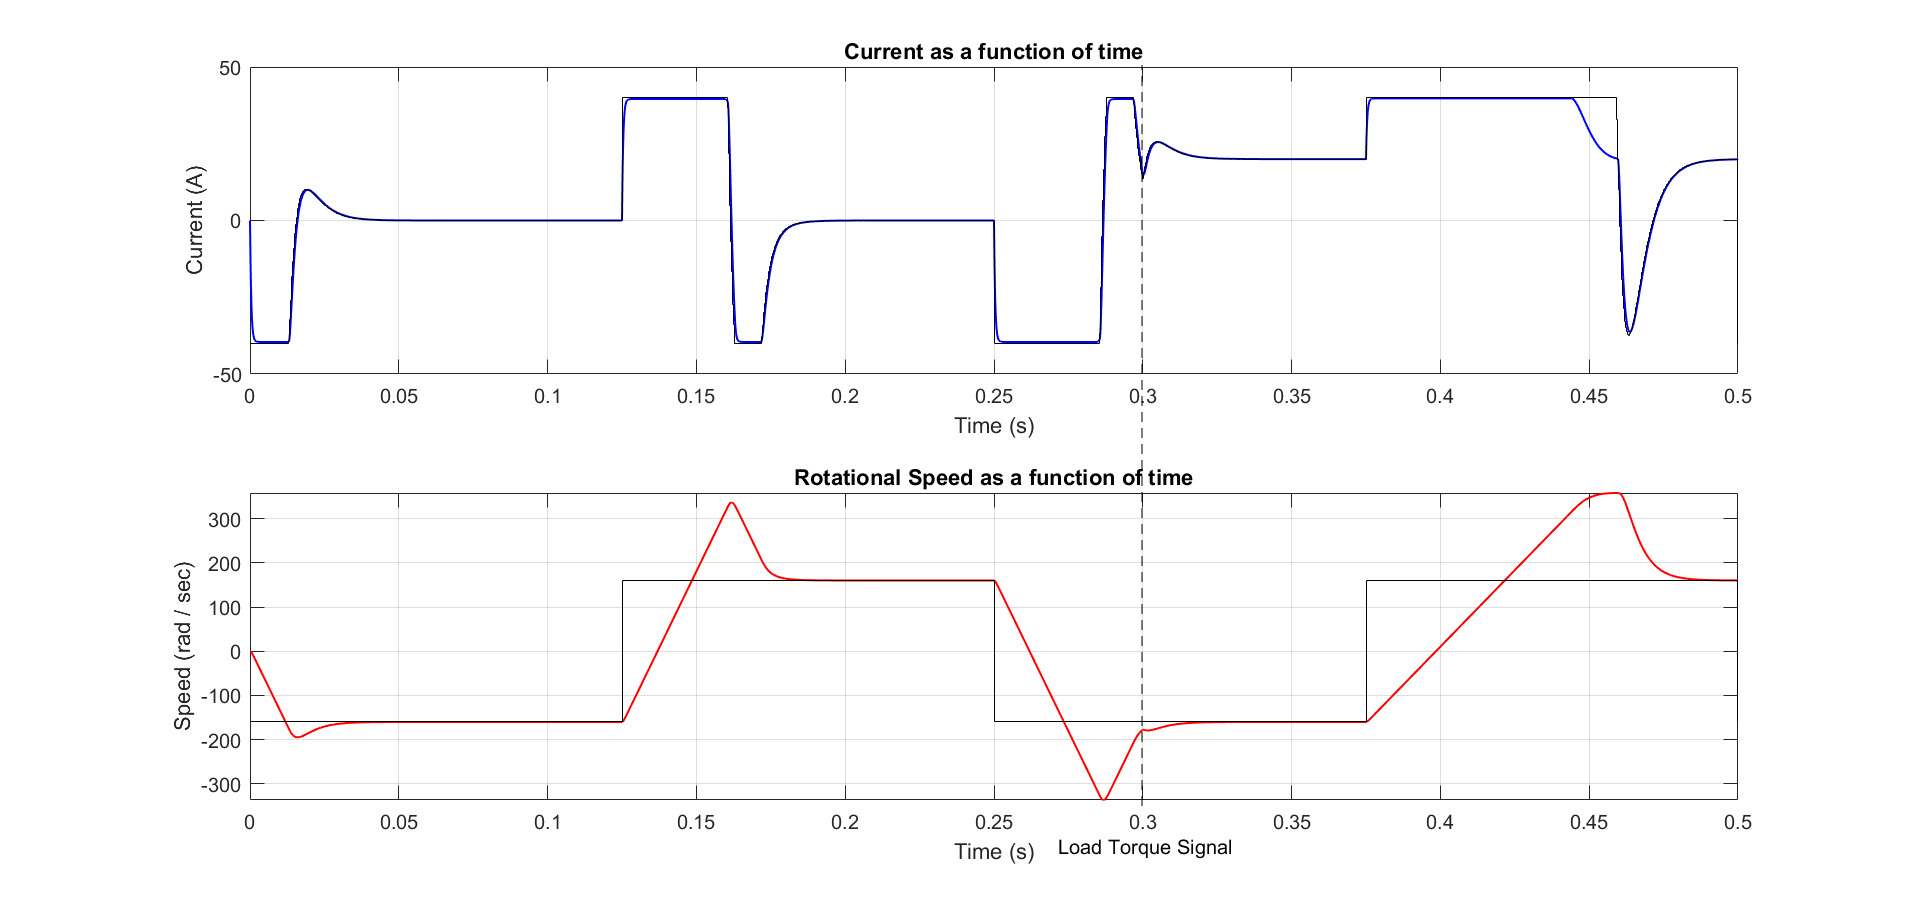 Current as a function of time
50
0
-50
Current (A)
0 0.05 0.1 0.15 0.2 0.25 0.3 0.35 0.4 0.45 0.5
Time (s)
Rotational Speed as a function of time
300
200
100
0
-100
-200
-300
Speed (rad / sec)
0 0.05 0.1 0.15 0.2 0.25 0.3 0.35 0.4 0.45 0.5
Time (s)
Load Torque Signal